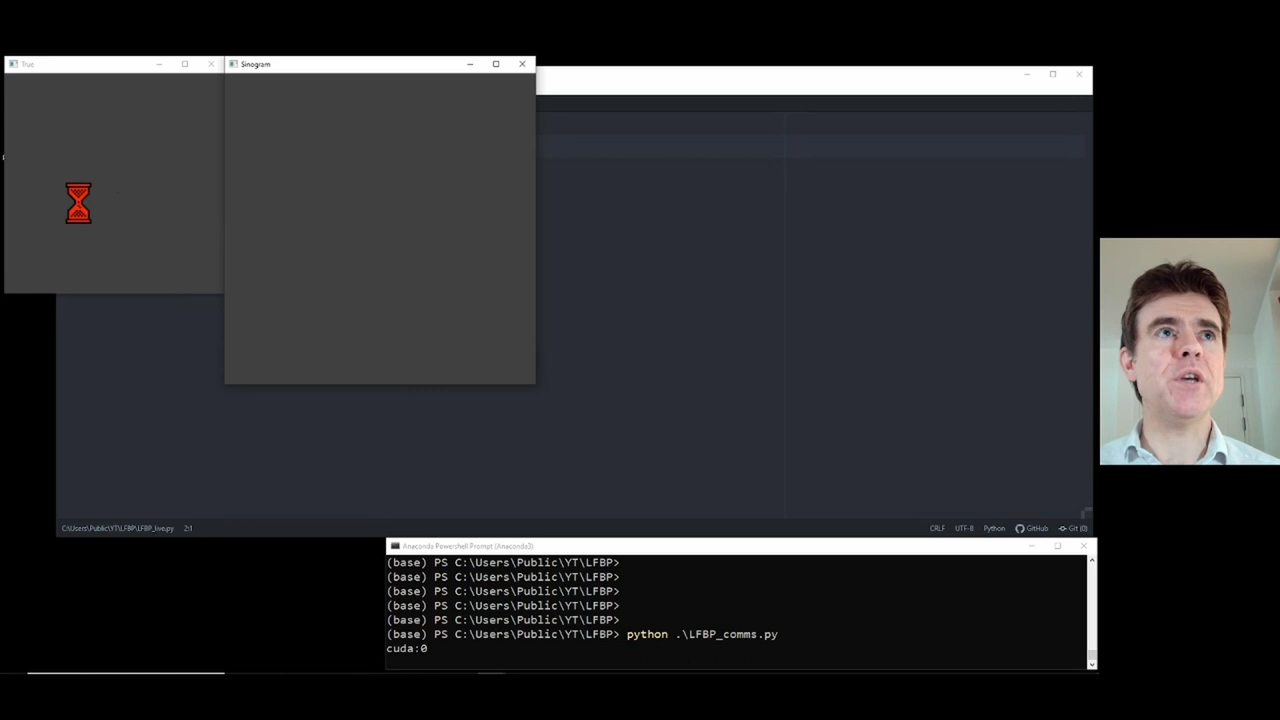 True
Sinogram
C:\Users\Public\YT\LFBP\LFBP_live.py 2:1
CRLF UTF-8 Python GitHub Git (0)
Anaconda Powershell Prompt (Anaconda3)
(base) PS C:\Users\Public\YT\LFBP>
(base) PS C:\Users\Public\YT\LFBP>
(base) PS C:\Users\Public\YT\LFBP>
(base) PS C:\Users\Public\YT\LFBP>
(base) PS C:\Users\Public\YT\LFBP>
(base) PS C:\Users\Public\YT\LFBP> python .\LFBP_comms.py
cuda:0